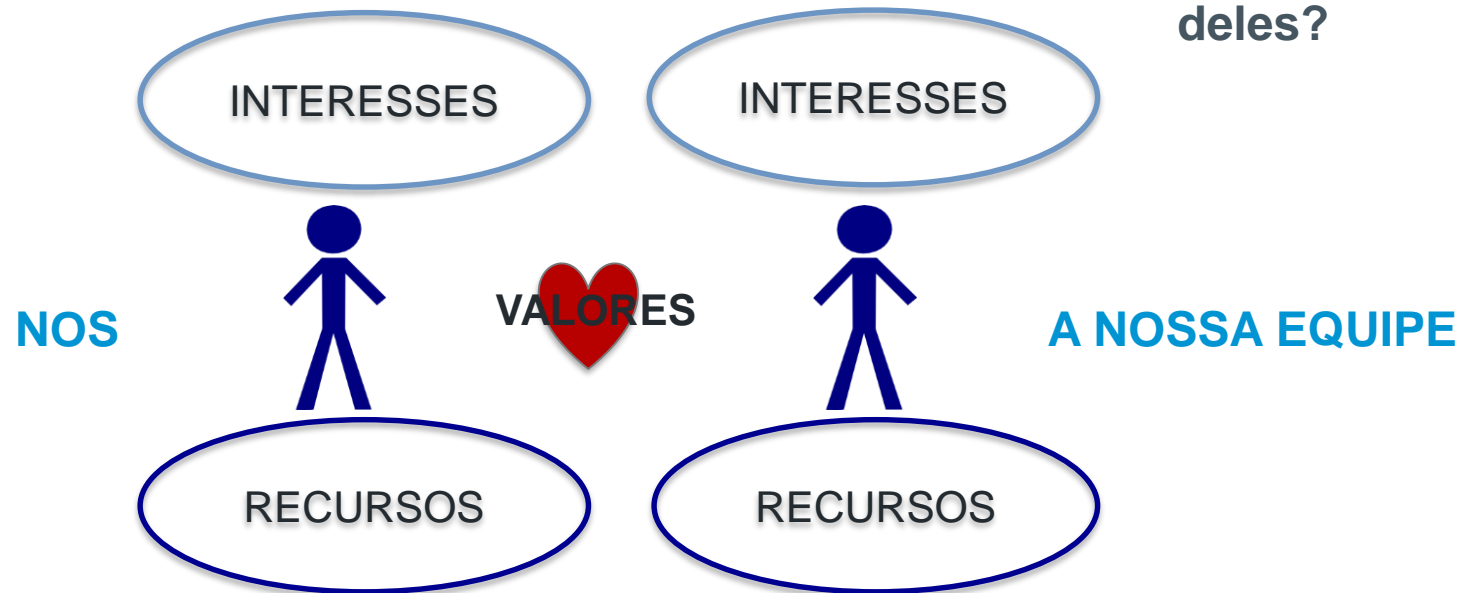 deles?
INTERESSES
INTERESSES
NOS
VALORES
A NOSSA EQUIPE
RECURSOS
RECURSOS